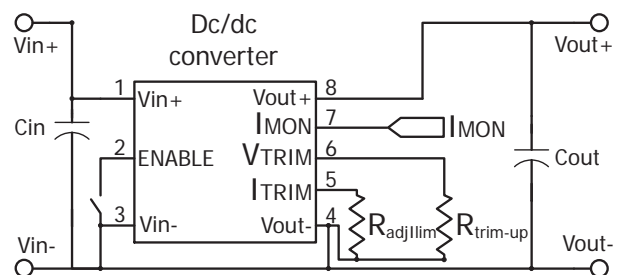 Dc/dc
converter
Vin+
Vout+
1
Vin+
Vout+
8
Cin
IMON
7
IMON
2
ENABLE
VTRIM
6
Cout
ITRIM
5
3
Vin-
Vout-
4
RadjIlim
Rtrim-up
Vin-
Vout-